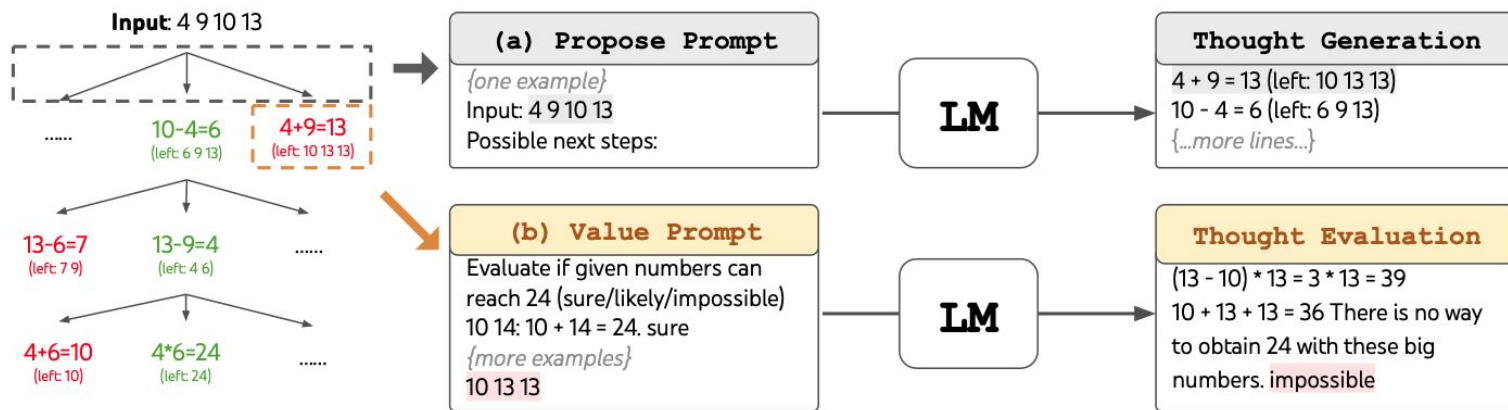 Input: 4 9 10 13
......
10-4=6
(left: 6 9 13)
4+9=13
(left: 10 13 13)
13-6=7
(left: 7 9)
13-9=4
(left: 4 6)
......
4+6=10
(left: 10)
4*6=24
(left: 24)
......
(a) Propose Prompt
{one example}
Input: 4 9 10 13
Possible next steps:
LM
Thought Generation
4 + 9 = 13 (left: 10 13 13)
10 - 4 = 6 (left: 6 9 13)
{...more lines...}
(b) Value Prompt
Evaluate if given numbers can
reach 24 (sure/likely/impossible)
10 14: 10 + 14 = 24. sure
{more examples}
10 13 13
LM
Thought Evaluation
(13 - 10) * 13 = 3 * 13 = 39
10 + 13 + 13 = 36 There is no way
to obtain 24 with these big
numbers. impossible